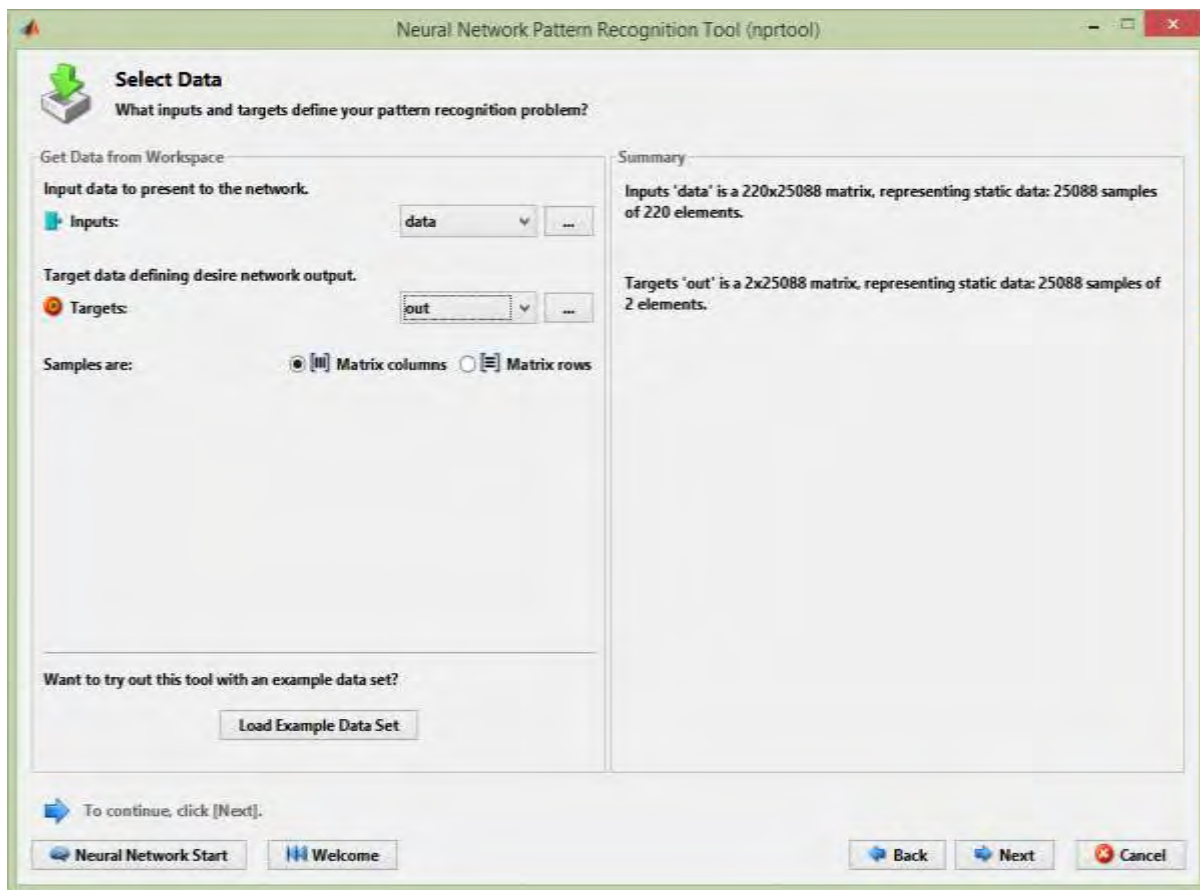 Neural Network Pattern Recognition Tool (nprtool)
Select Data
What inputs and targets define your pattern recognition problem?
Get Data from Workspace
Input data to present to the network.
Inputs:
data
...
Target data defining desire network output.
Targets:
out
...
Samples are:
Matrix columns
Matrix rows
Want to try out this tool with an example data set?
Load Example Data Set
Summary
Inputs 'data' is a 220x25088 matrix, representing static data: 25088 samples
of 220 elements.
Targets 'out' is a 2x25088 matrix, representing static data: 25088 samples of
2 elements.
To continue, click [Next].
Neural Network Start
Welcome
Back
Next
Cancel